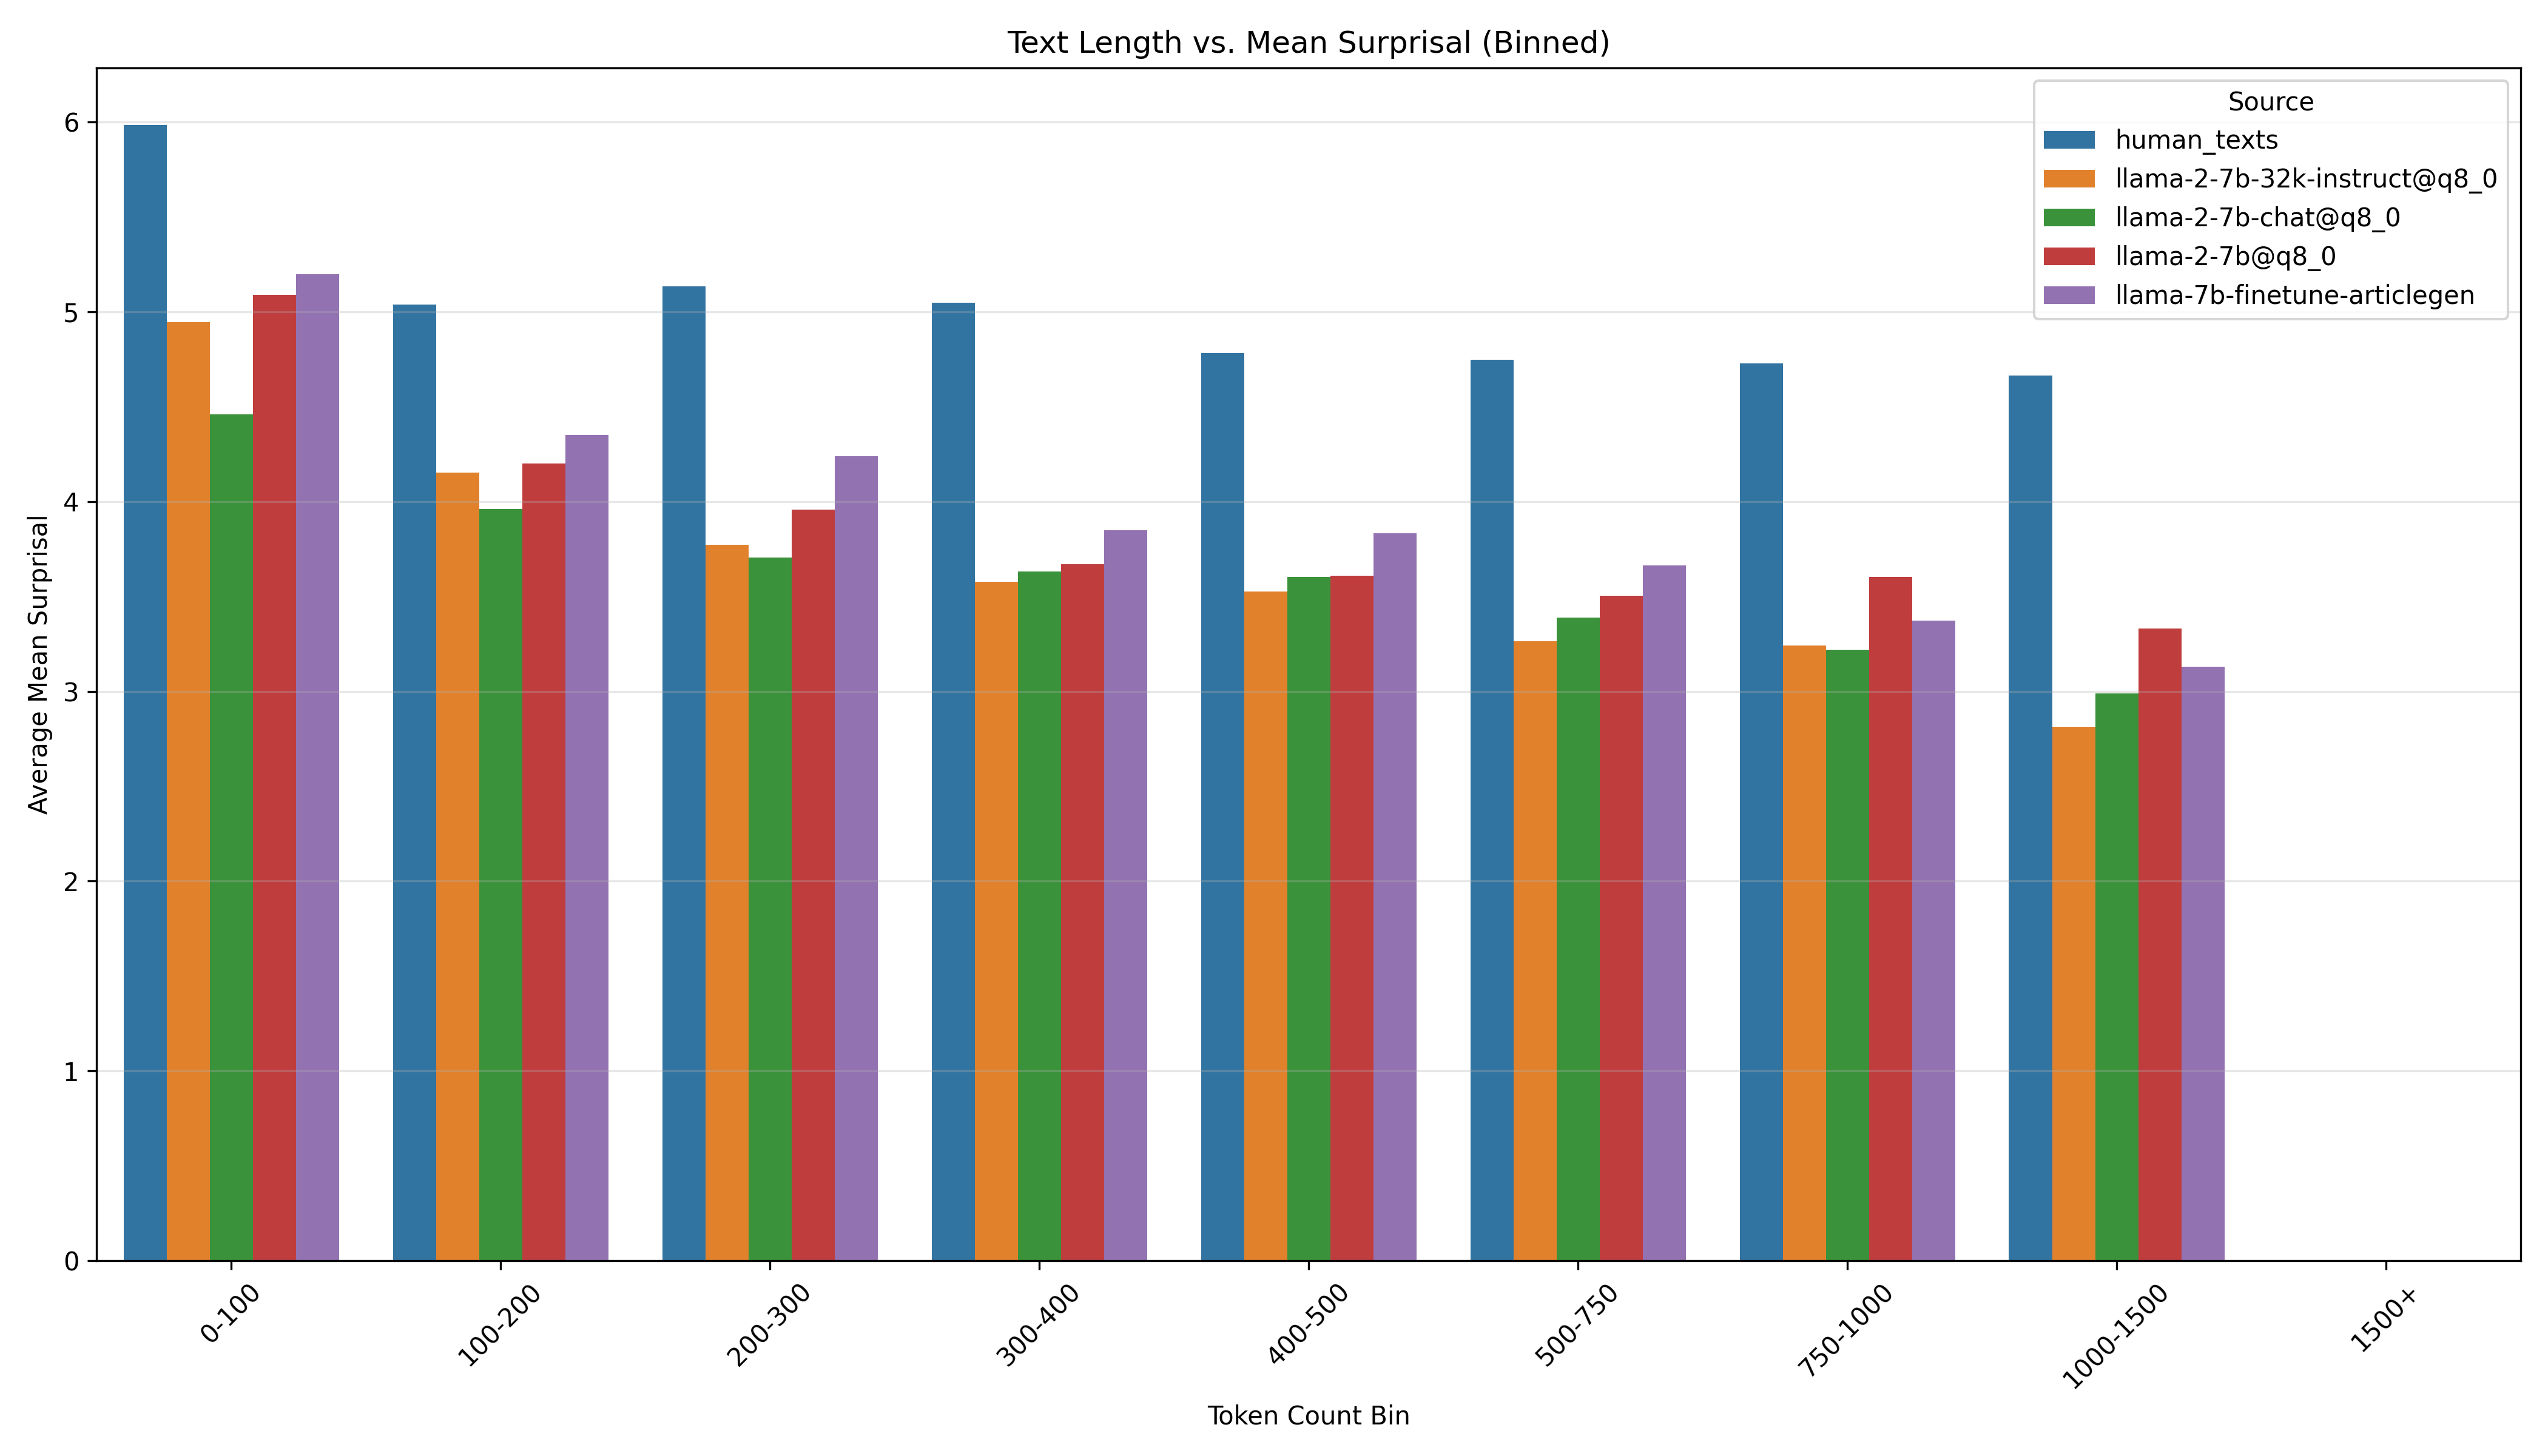 Text Length vs. Mean Surprisal (Binned)
Source
human_texts
llama-2-7b-32k-instruct@q8_0
llama-2-7b-chat@q8_0
llama-2-7b@q8_0
llama-7b-finetune-articlegen
Average Mean Surprisal
6
5
4
3
2
1
0
0-100
100-200
200-300
300-400
400-500
500-750
750-1000
1000-1500
1500+
Token Count Bin